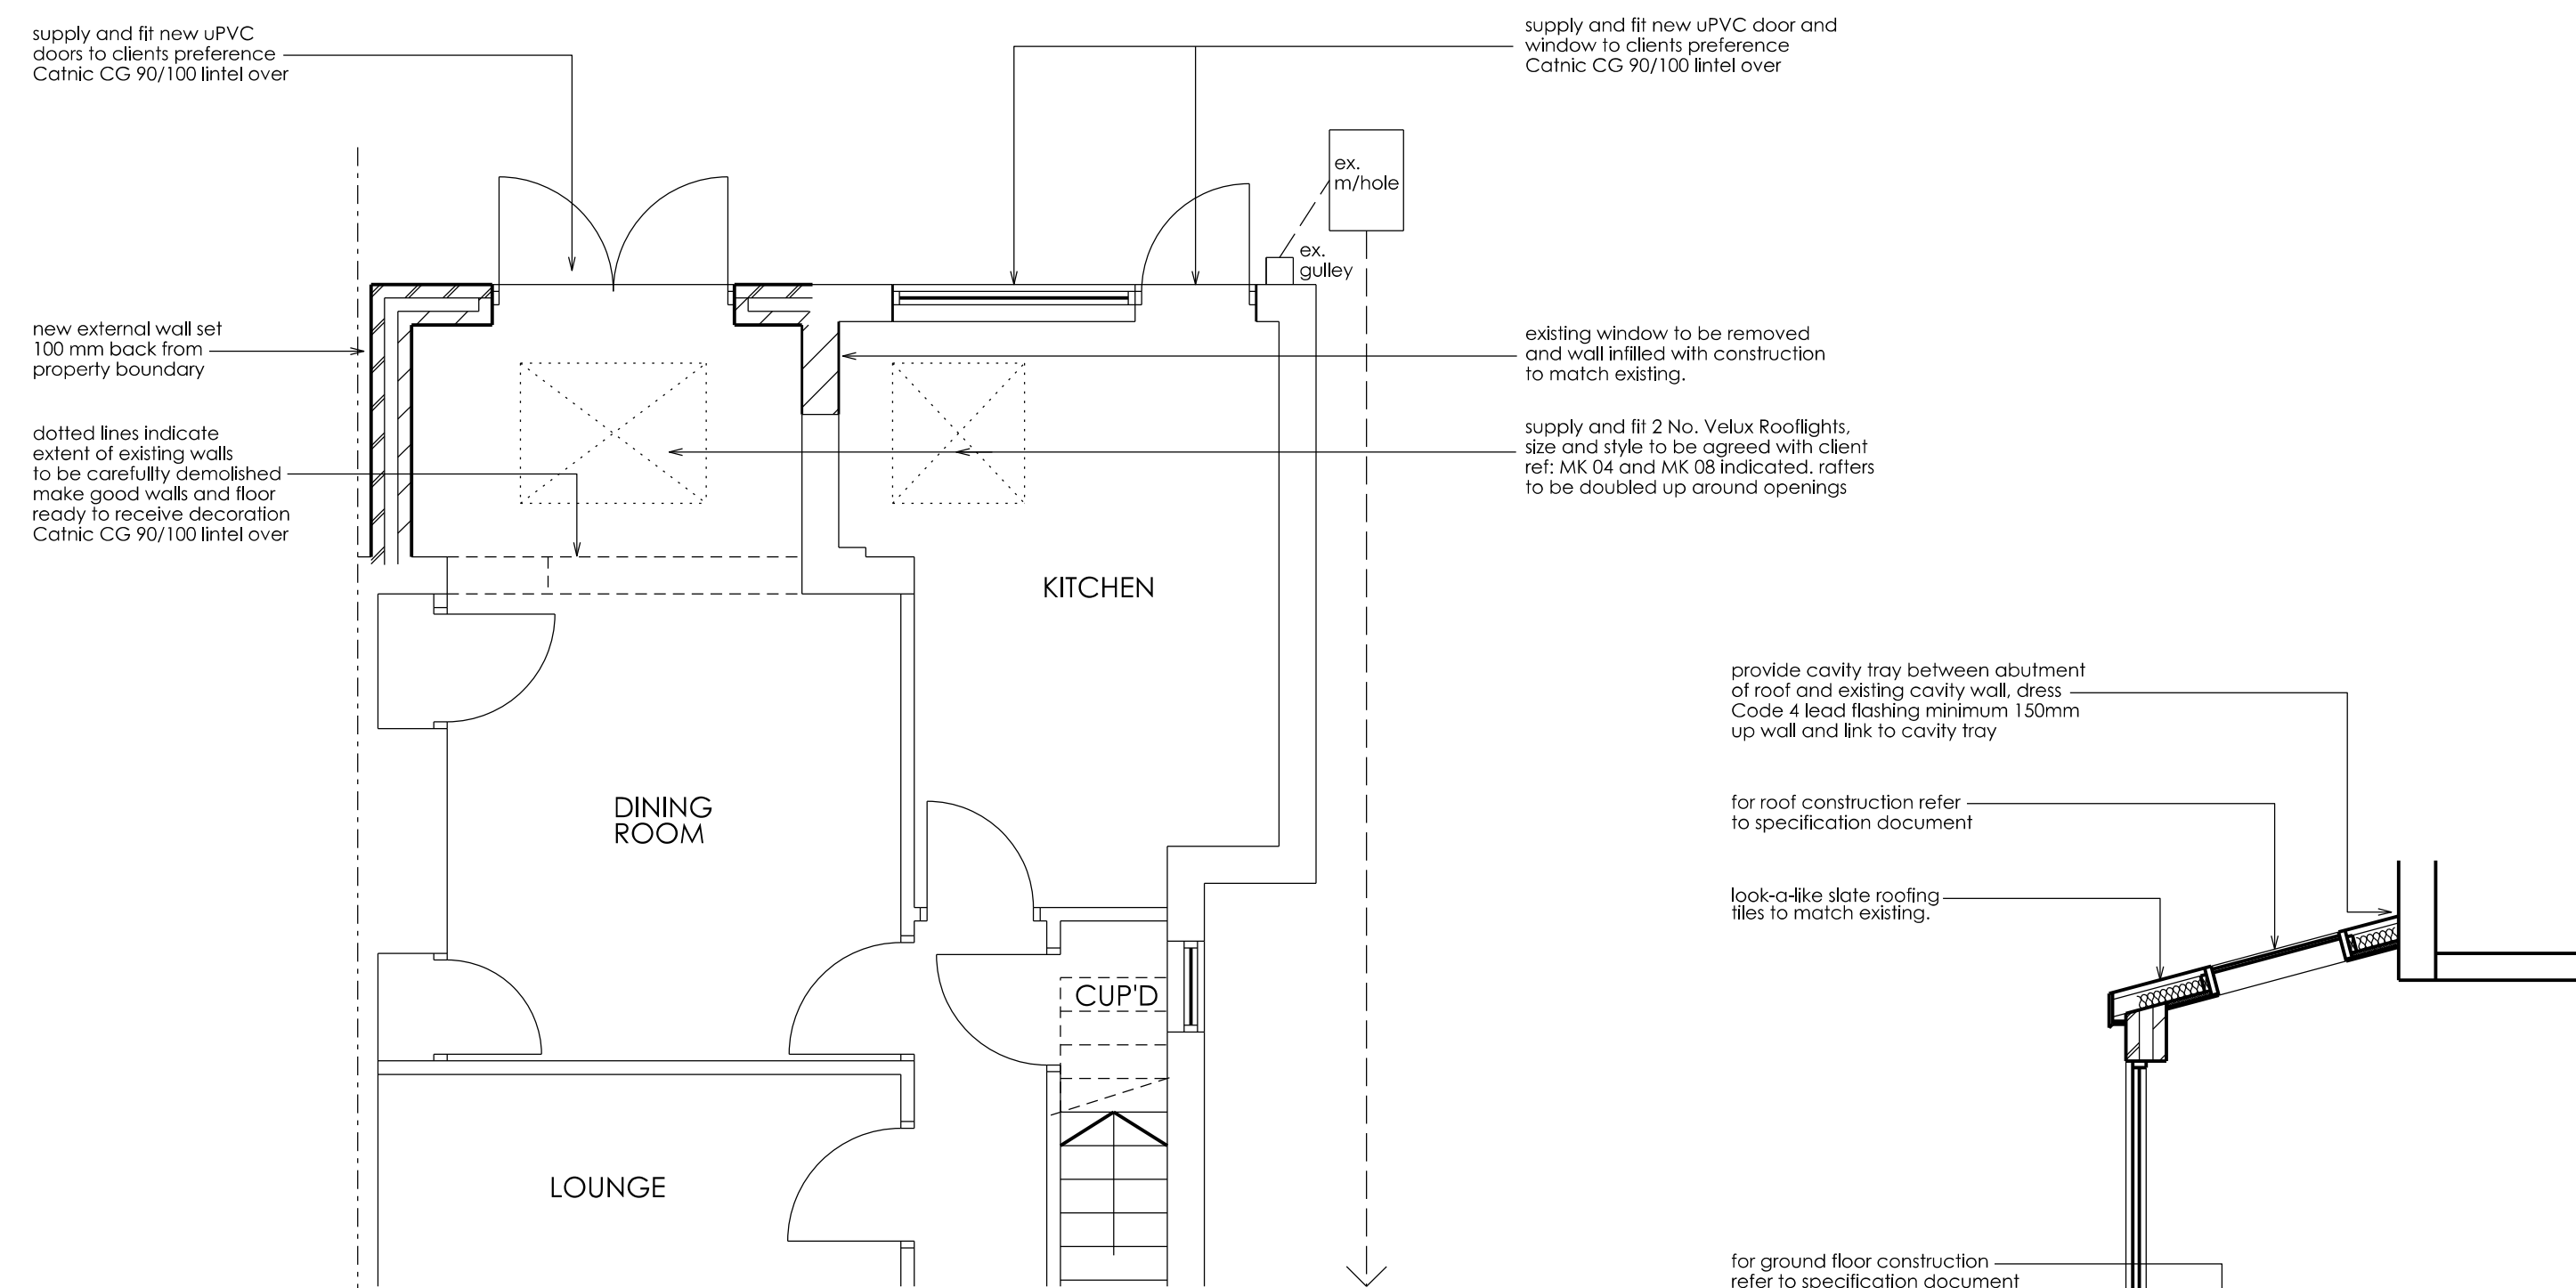 supply and fit new uPVC
doors to clients preference
Catnic CG 90/100 lintel over
supply and fit new uPVC door and
window to clients preference
Catnic CG 90/100 lintel over
ex.
m/hole
ex.
gulley
new external wall set
100 mm back from
property boundary
existing window to be removed
and wall infilled with construction
to match existing.
dotted lines indicate
extent of existing walls
to be carefullty demolished
make good walls and floor
ready to receive decoration
Catnic CG 90/100 lintel over
supply and fit 2 No. Velux Rooflights,
size and style to be agreed with client
ref: MK 04 and MK 08 indicated. rafters
to be doubled up around openings
KITCHEN
provide cavity tray between abutment
of roof and existing cavity wall, dress
Code 4 lead flashing minimum 150mm
up wall and link to cavity tray
DINING
ROOM
for roof construction refer
to specification document
look-a-like slate roofing
tiles to match existing.
CUP'D
LOUNGE
for ground floor construction
refer to specification document